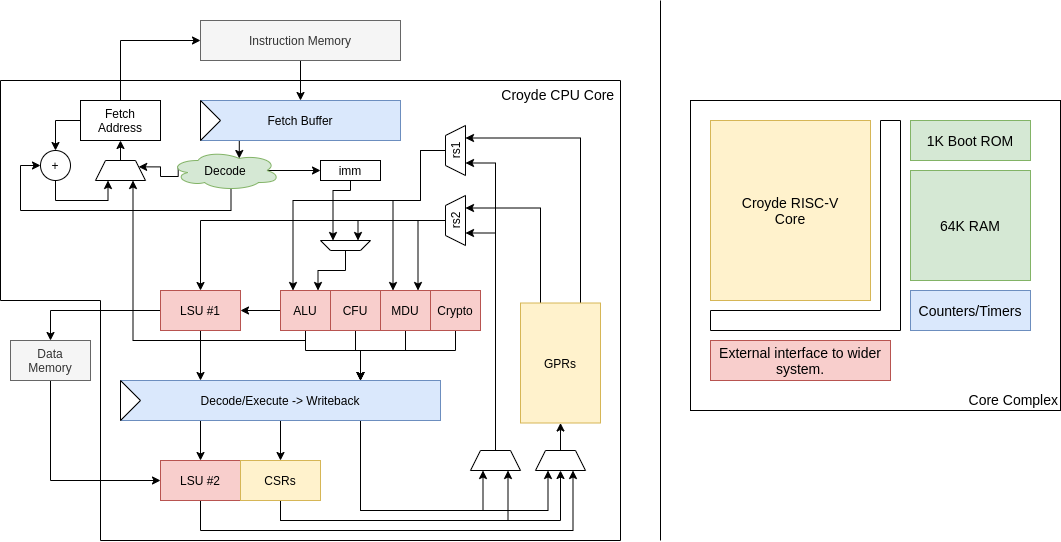 Instruction Memory
Croyde CPU Core
Fetch
Address
Fetch Buffer
+
Decode
imm
rs1
rs2
LSU #1
ALU
CFU
MDU
Crypto
Data
Memory
GPRs
Decode/Execute -> Writeback
LSU #2
CSRs
Croyde RISC-V
Core
1K Boot ROM
64K RAM
Counters/Timers
External interface to wider
system.
Core Complex